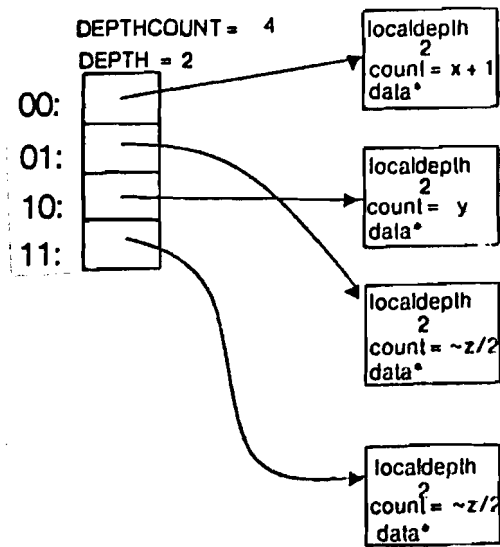 DEPTHCOUNT = 4
DEPTH = 2
00:
01:
10:
11:
localdepth
2
count = x + 1
data*
localdepth
2
count = y
data*
localdepth
2
count = ~z/2
data*
localdepth
2
count = ~z/2
data*